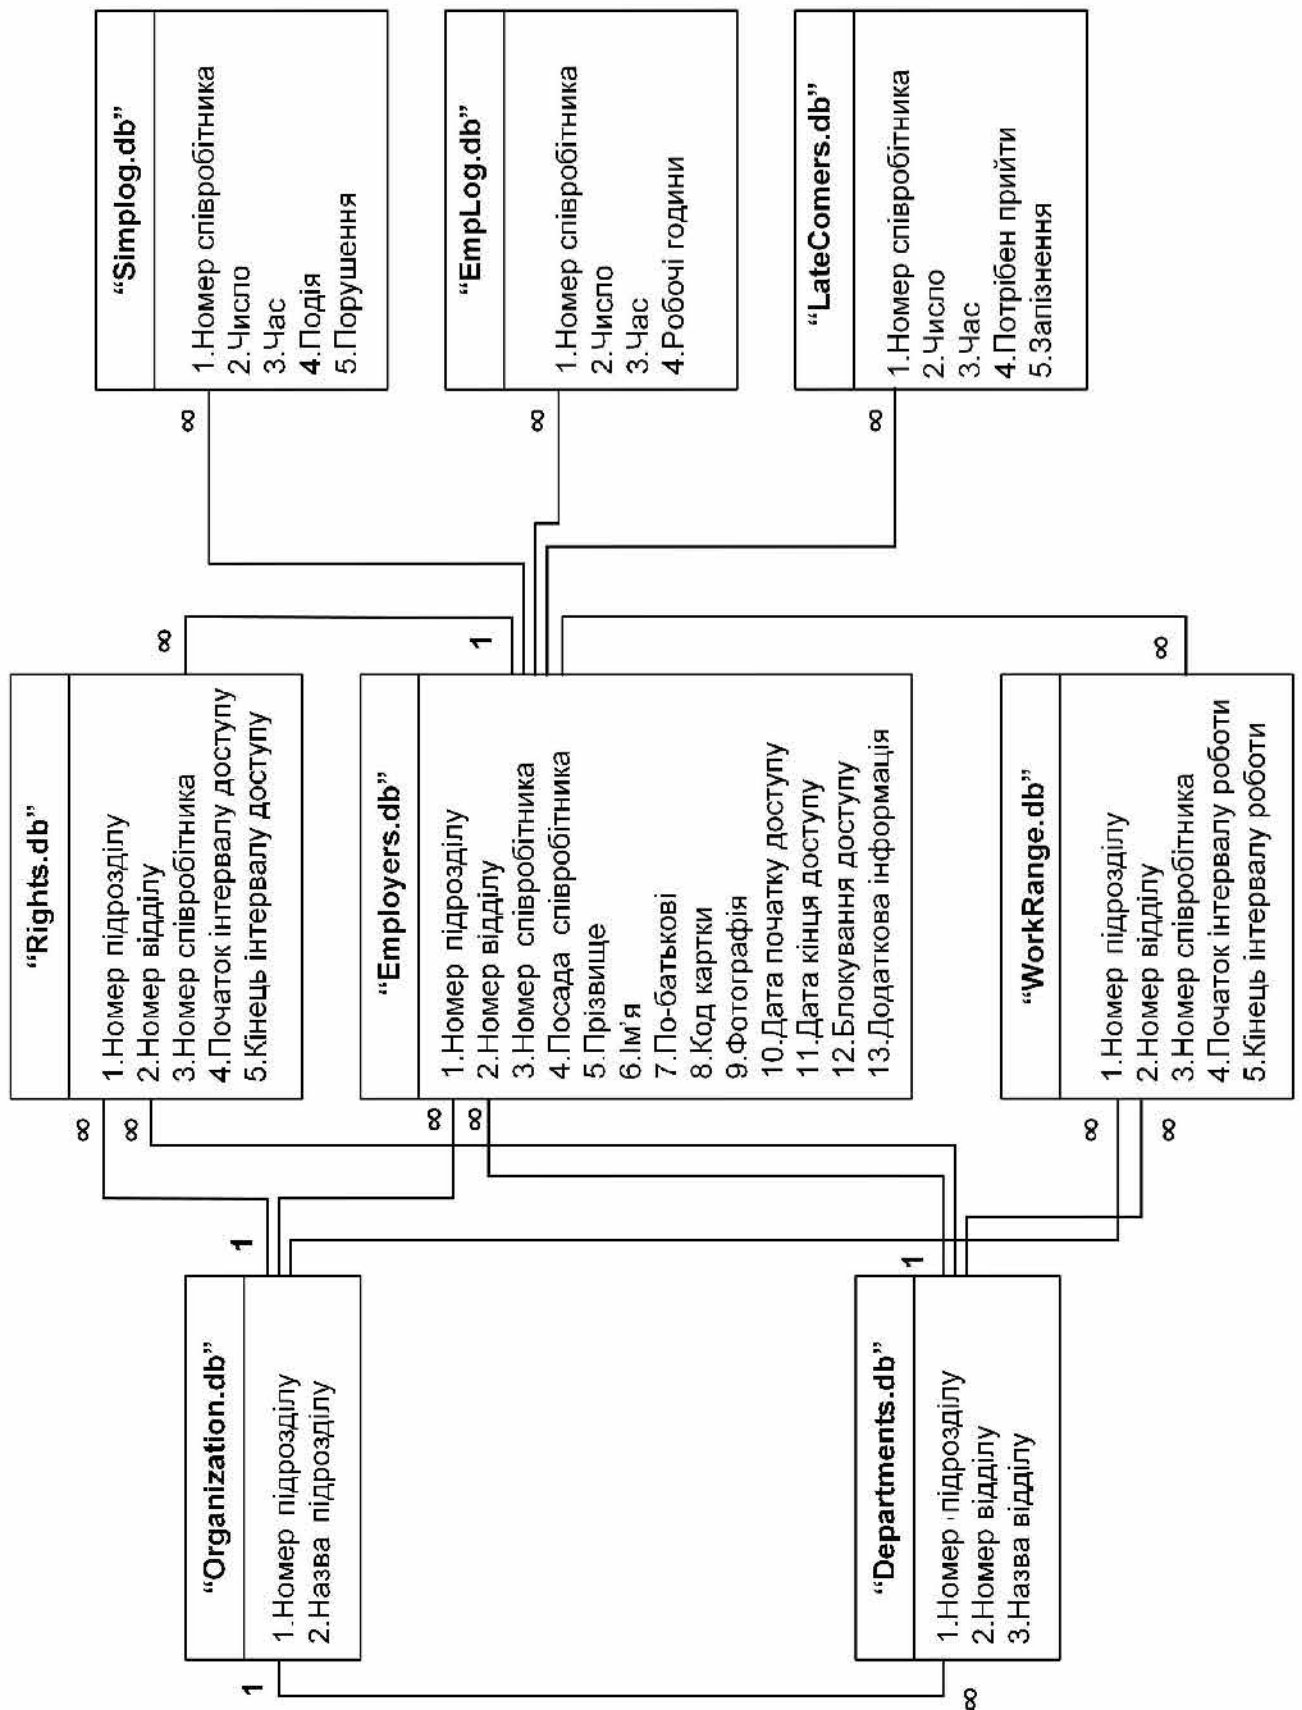 “Organization.db”
1.Номер підрозділу
2.Назва підрозділу
1
1
“Departments.db”
1.Номер підрозділу
2.Номер відділу
3.Назва відділу
∞
1
“Rights.db”
1.Номер підрозділу
2.Номер відділу
3.Номер співробітника
4.Початок інтервалу доступу
5.Кінець інтервалу доступу
∞
∞
∞
“Employers.db”
1.Номер підрозділу
2.Номер відділу
3.Номер співробітника
4.Посада співробітника
5.Прізвище
6.Ім'я
7.По-батькові
8.Код картки
9.Фотографія
10.Дата початку доступу
11.Дата кінця доступу
12.Блокування доступу
13.Додаткова інформація
∞
∞
1
“WorkRange.db”
1.Номер підрозділу
2.Номер відділу
3.Номер співробітника
4.Початок інтервалу роботи
5.Кінець інтервалу роботи
∞
∞
∞
“Simplog.db”
1.Номер співробітника
2.Число
3.Час
4.Подія
5.Порушення
∞
“EmpLog.db”
1.Номер співробітника
2.Число
3.Час
4.Робочі години
∞
“LateComers.db”
1.Номер співробітника
2.Число
3.Час
4.Потрібен прийти
5.Запізнення
∞